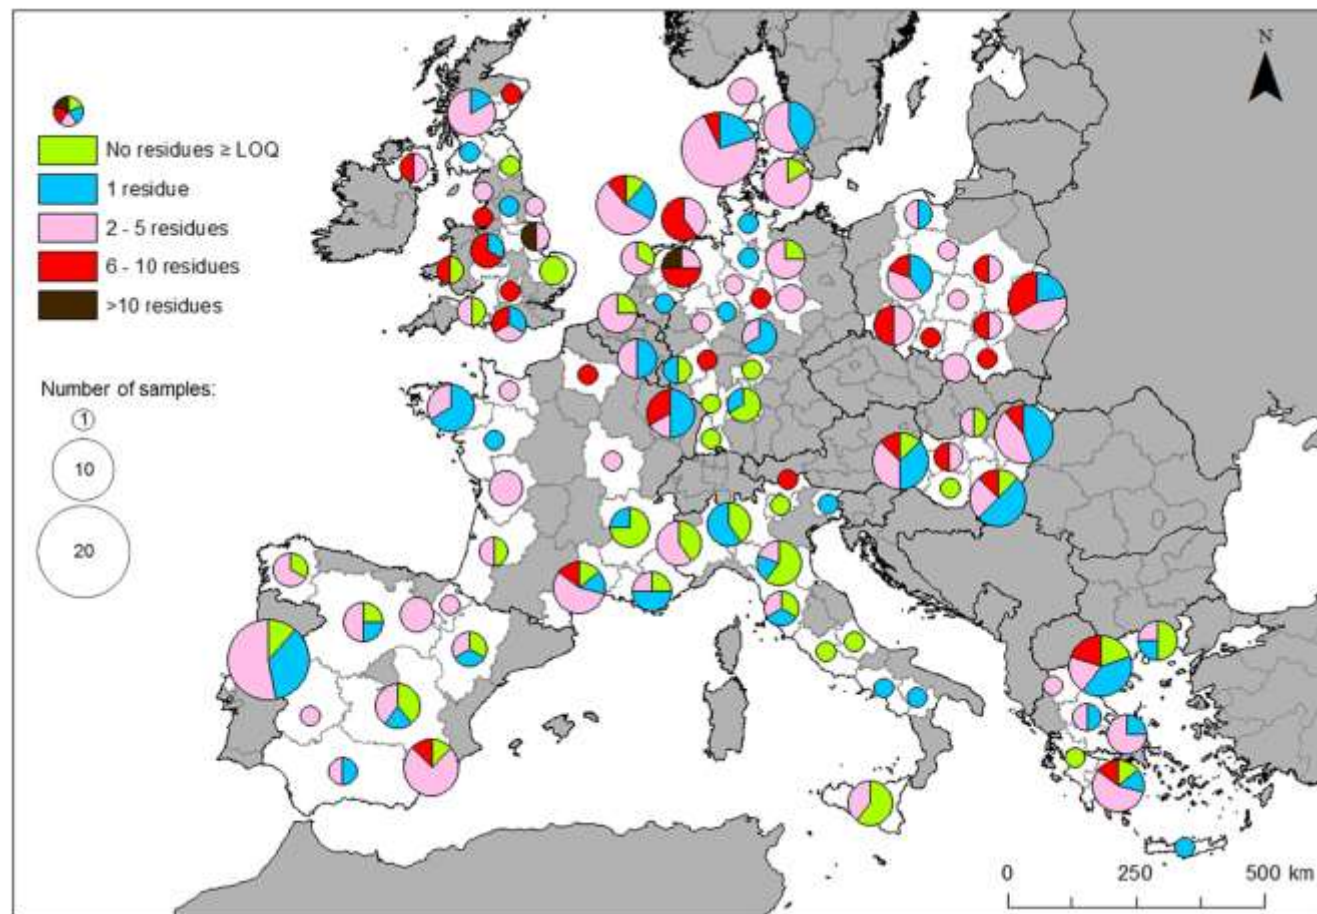 N
No residues ≥ LOQ
1 residue
2 - 5 residues
6 - 10 residues
>10 residues
Number of samples:
1
10
20
0 250 500 km